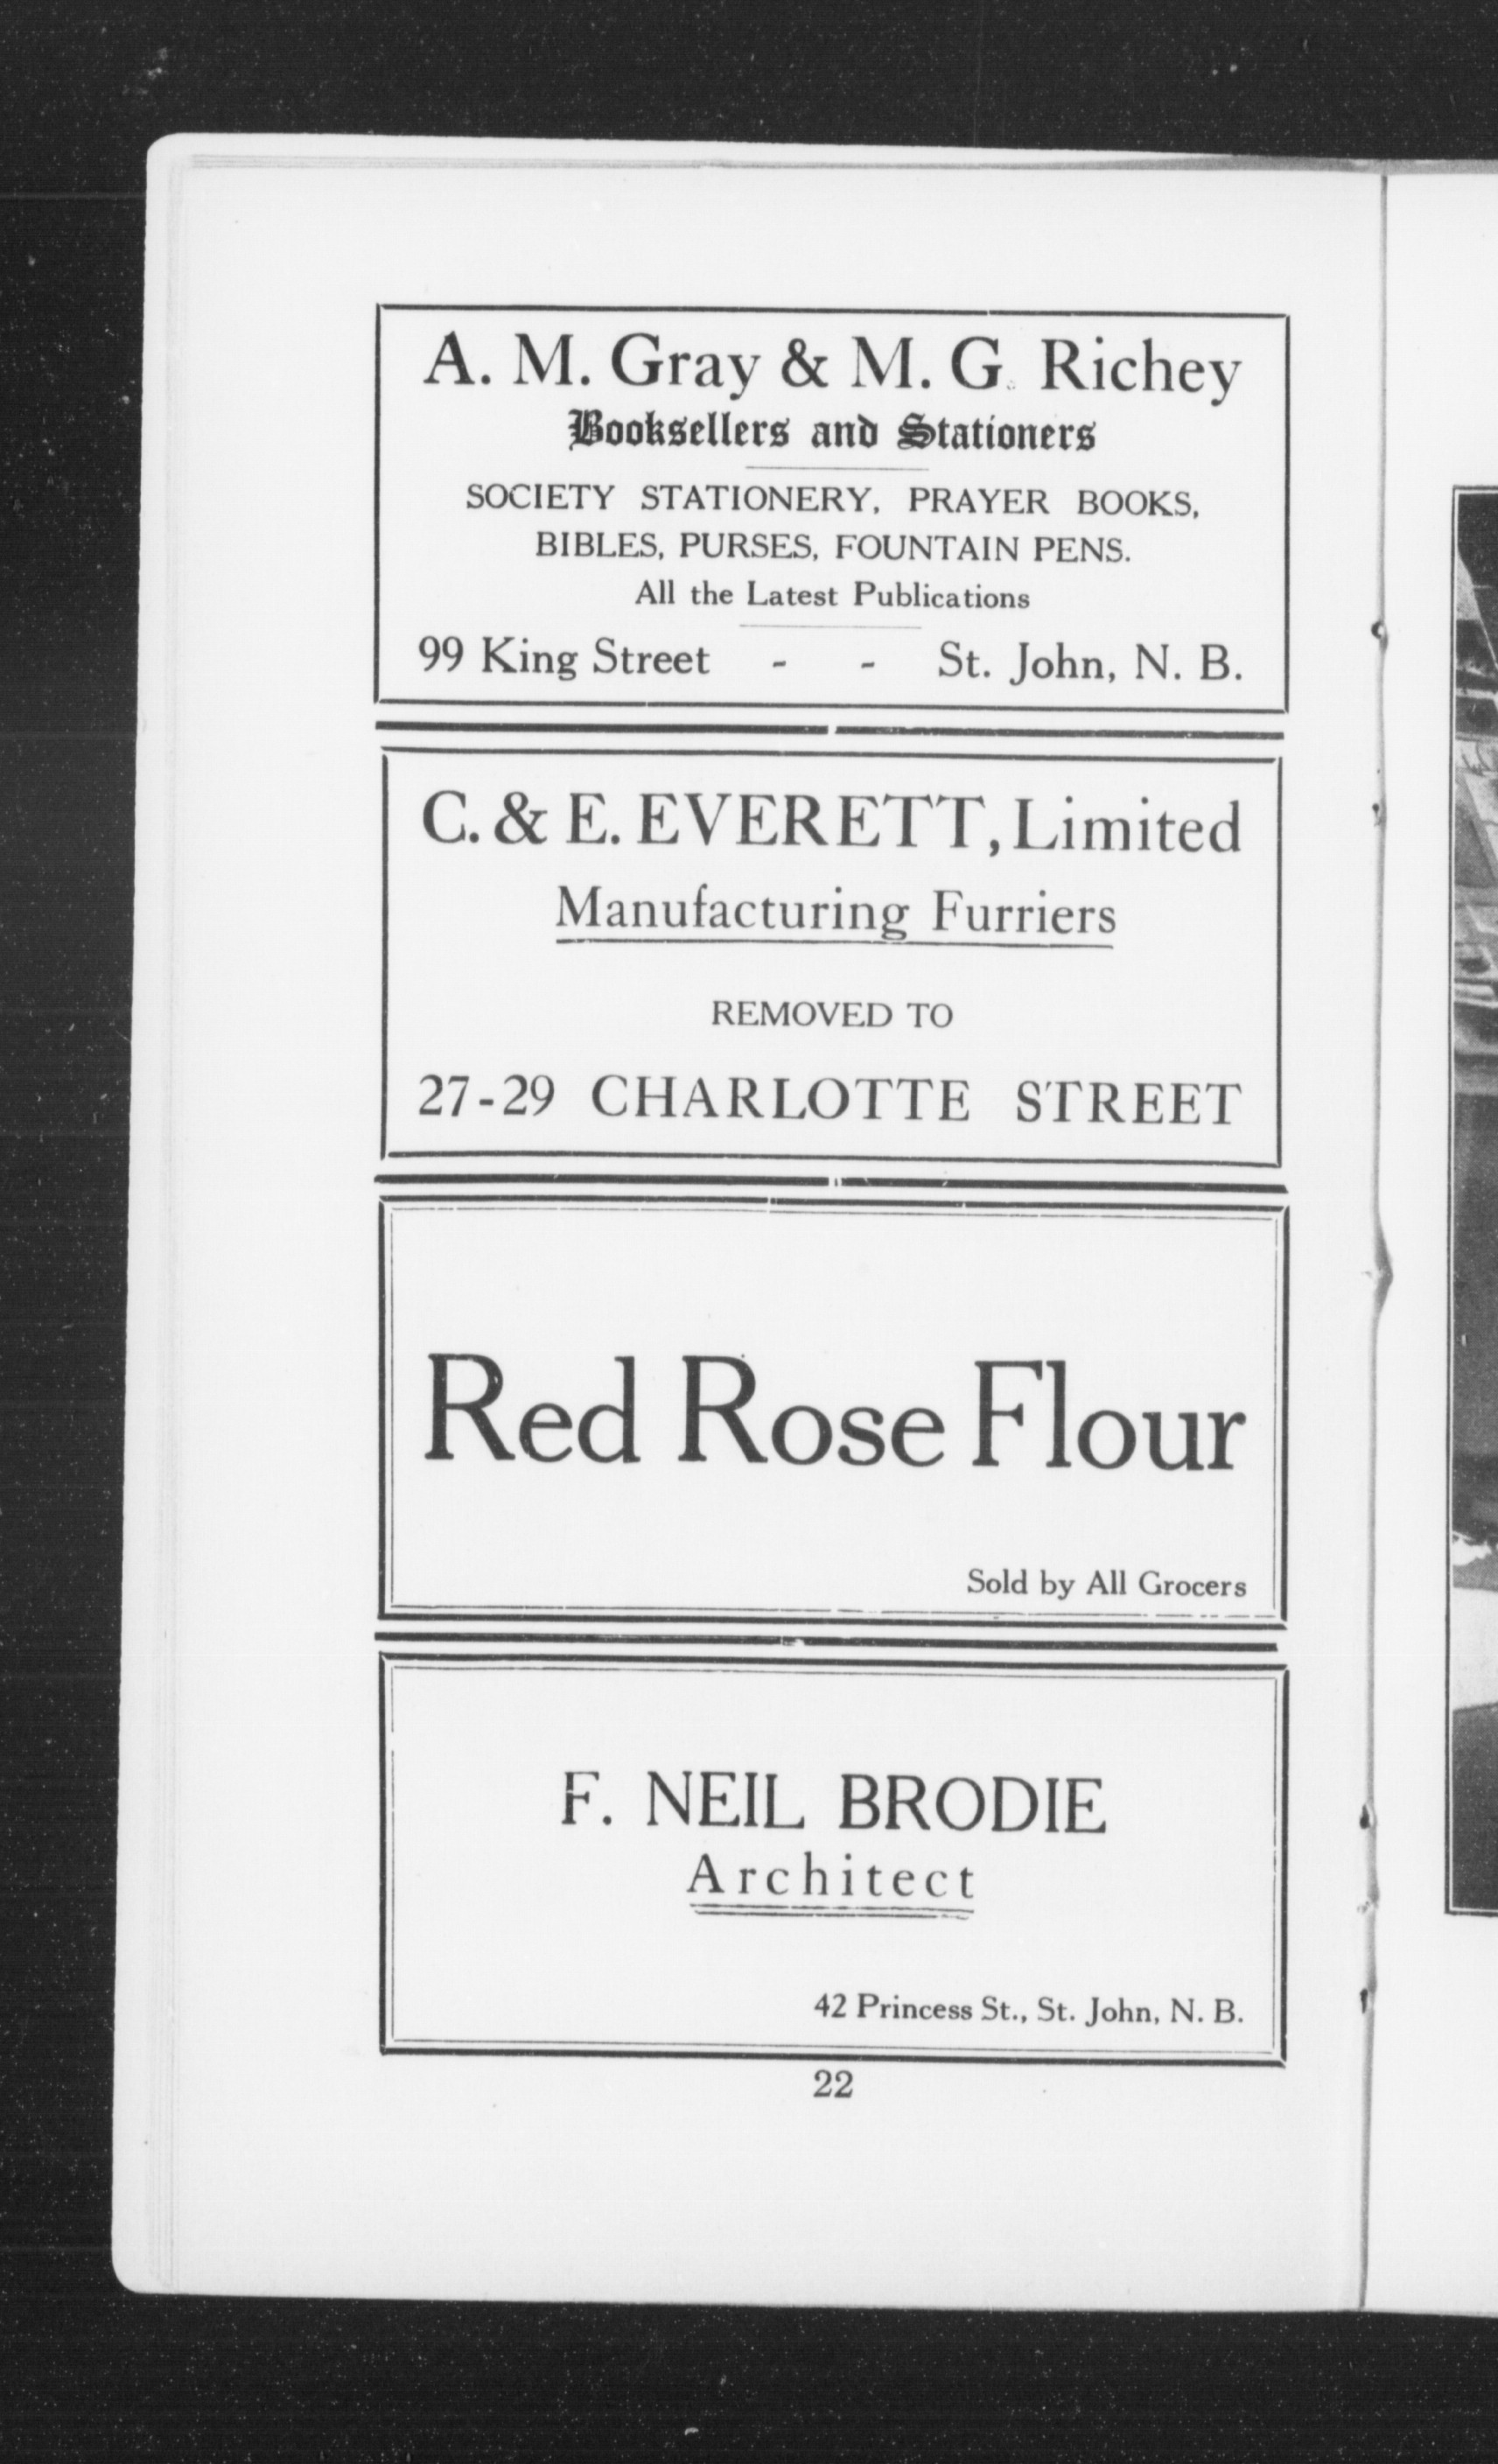 A. M. Gray & M. G. Richey
Booksellers and Stationers
SOCIETY STATIONERY, PRAYER BOOKS,
BIBLES, PURSES, FOUNTAIN PENS.
All the Latest Publications
99 King Street - - St. John, N. B.
C. & E. EVERETT, Limited
Manufacturing Furriers
REMOVED TO
27-29 CHARLOTTE STREET
Red Rose Flour
Sold by All Grocers
F. NEIL BRODIE
Architect
42 Princess St., St. John, N. B.
22